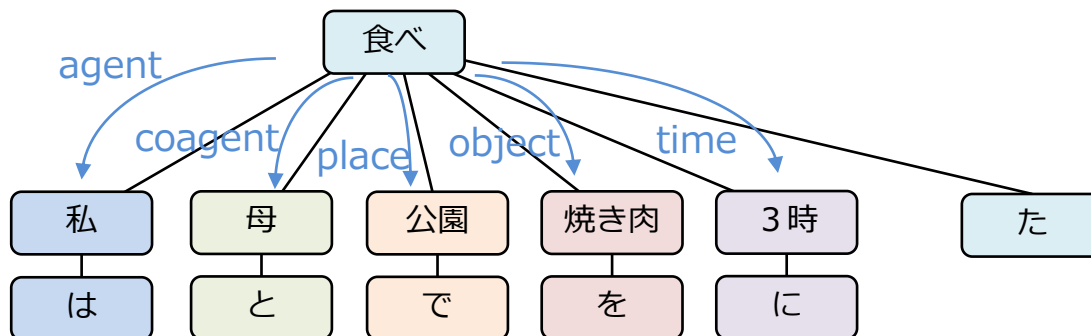 食べ
agent
coagent
place
object
time
私
母
公園
焼き肉
３時
た
は
と
で
を
に